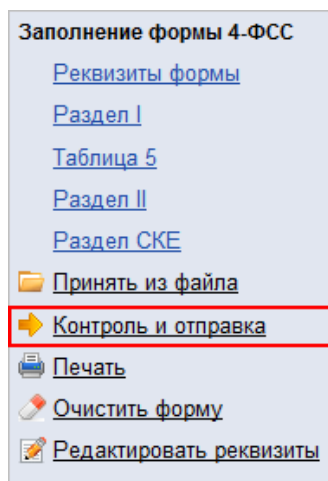 Заполнение формы 4-ФСС
Реквизиты формы
Раздел I
Таблица 5
Раздел II
Раздел СКЕ
Принять из файла
Контроль и отправка
Печать
Очистить форму
Редактировать реквизиты